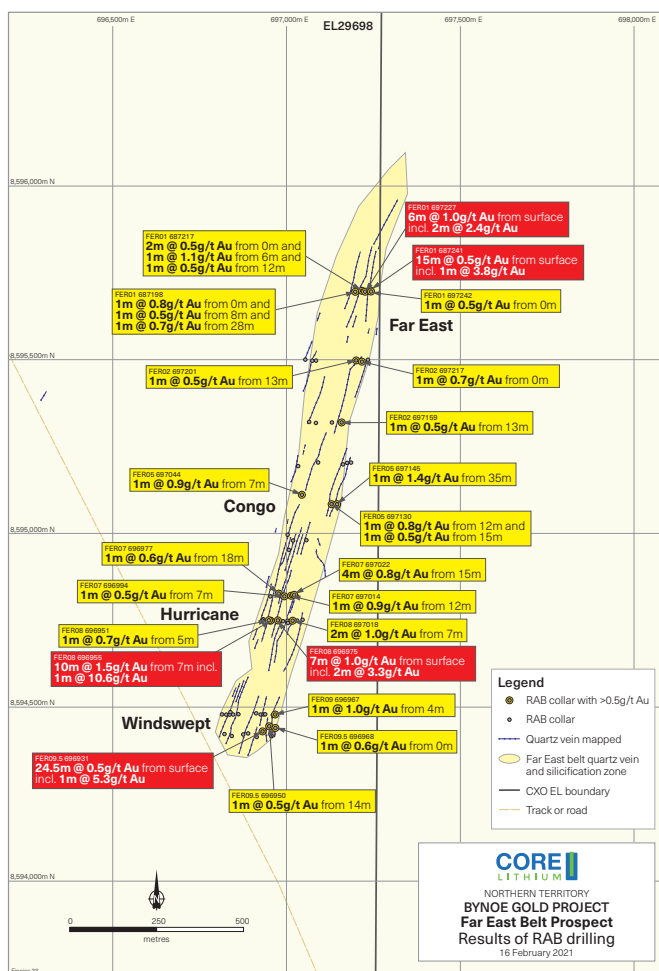 696,500m E
697,000m E
697,500m E
698,000m E
EL29698
8,596,000m N
FER01 697227
6m @ 1.0g/t Au from surface
incl. 2m @ 2.4g/t Au
FER01 687217
2m @ 0.5g/t Au from 0m and
1m @ 1.1g/t Au from 6m and
1m @ 0.5g/t Au from 12m
FER01 687241
15m @ 0.5g/t Au from surface
incl. 1m @ 3.8g/t Au
FER01 687198
1m @ 0.8g/t Au from 0m and
1m @ 0.5g/t Au from 8m and
1m @ 0.7g/t Au from 28m
FER01 697242
1m @ 0.5g/t Au from 0m
Far East
8,595,500m N
FER02 697201
1m @ 0.5g/t Au from 13m
FER02 697217
1m @ 0.7g/t Au from 0m
FER02 697159
1m @ 0.5g/t Au from 13m
FER05 697044
1m @ 0.9g/t Au from 7m
FER05 697145
1m @ 1.4g/t Au from 35m
Congo
FER05 697130
1m @ 0.8g/t Au from 12m and
1m @ 0.5g/t Au from 15m
8,595,000m N
FER07 696977
1m @ 0.6g/t Au from 18m
FER07 697022
4m @ 0.8g/t Au from 15m
FER07 696994
1m @ 0.5g/t Au from 7m
FER07 697014
1m @ 0.9g/t Au from 12m
Hurricane
FER08 696951
1m @ 0.7g/t Au from 5m
FER08 697018
2m @ 1.0g/t Au from 7m
FER08 696955
10m @ 1.5g/t Au from 7m incl.
1m @ 10.6g/t Au
FER08 696975
7m @ 1.0g/t Au from surface
incl. 2m @ 3.3g/t Au
8,594,500m N
FER09 696967
1m @ 1.0g/t Au from 4m
Windswept
FER09.5 696968
1m @ 0.6g/t Au from 0m
FER09.5 696931
24.5m @ 0.5g/t Au from surface
incl. 1m @ 5.3g/t Au
FER09.5 696950
1m @ 0.5g/t Au from 14m
Legend
RAB collar with >0.5g/t Au
RAB collar
Quartz vein mapped
Far East belt quartz vein
and silicification zone
CXO EL boundary
Track or road
8,594,000m N
N
0
250
500
metres
CORE
LITHIUM
NORTHERN TERRITORY
BYNOE GOLD PROJECT
Far East Belt Prospect
Results of RAB drilling
16 February 2021